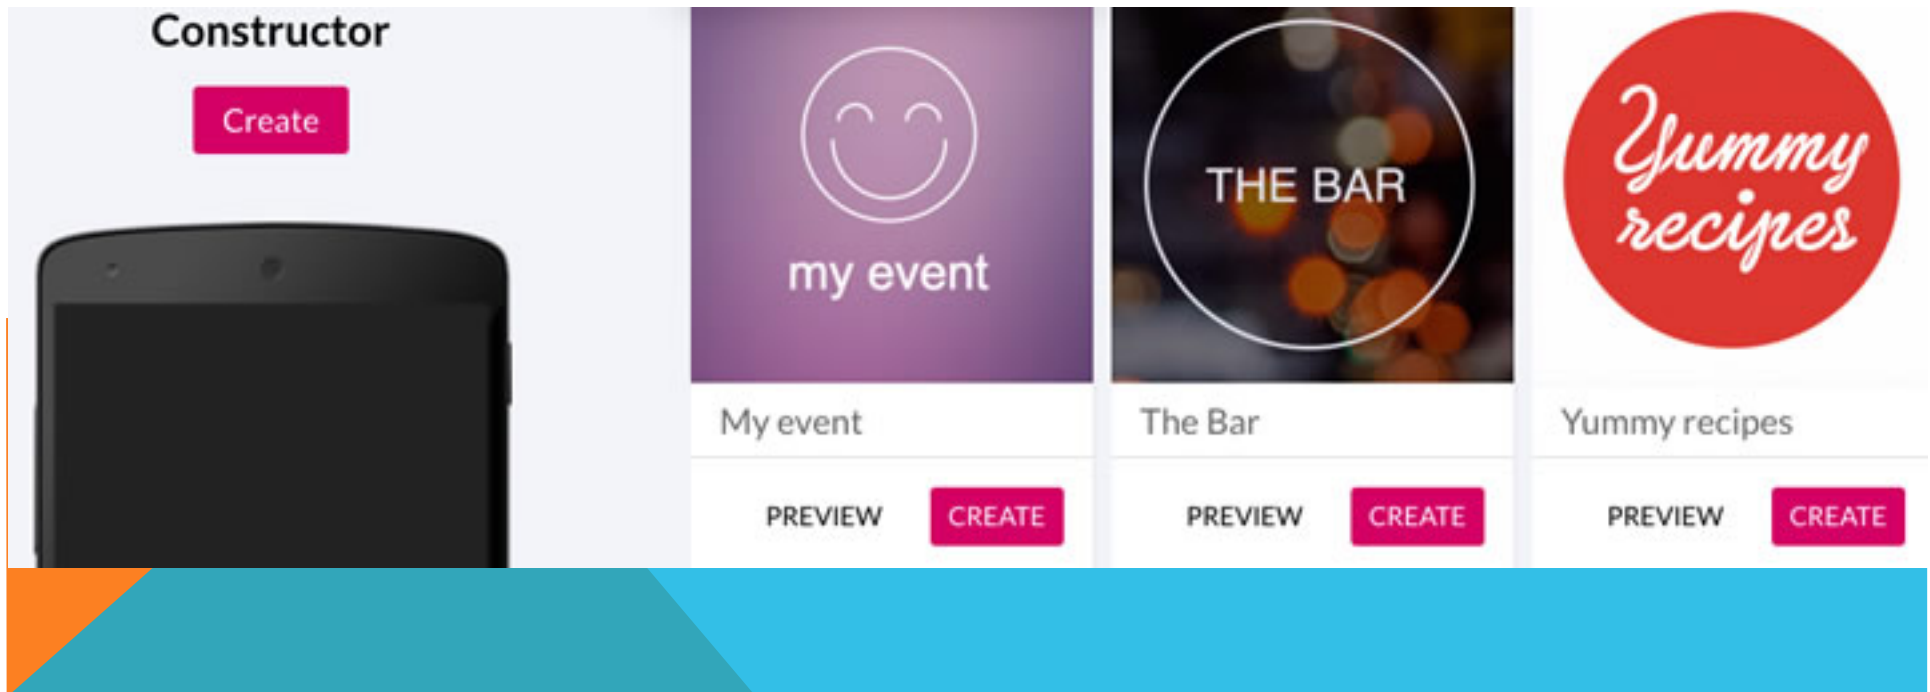 Constructor
Create
my event
My event
PREVIEW CREATE
THE BAR
The Bar
PREVIEW CREATE
Yummy
recipes
Yummy recipes
PREVIEW CREATE